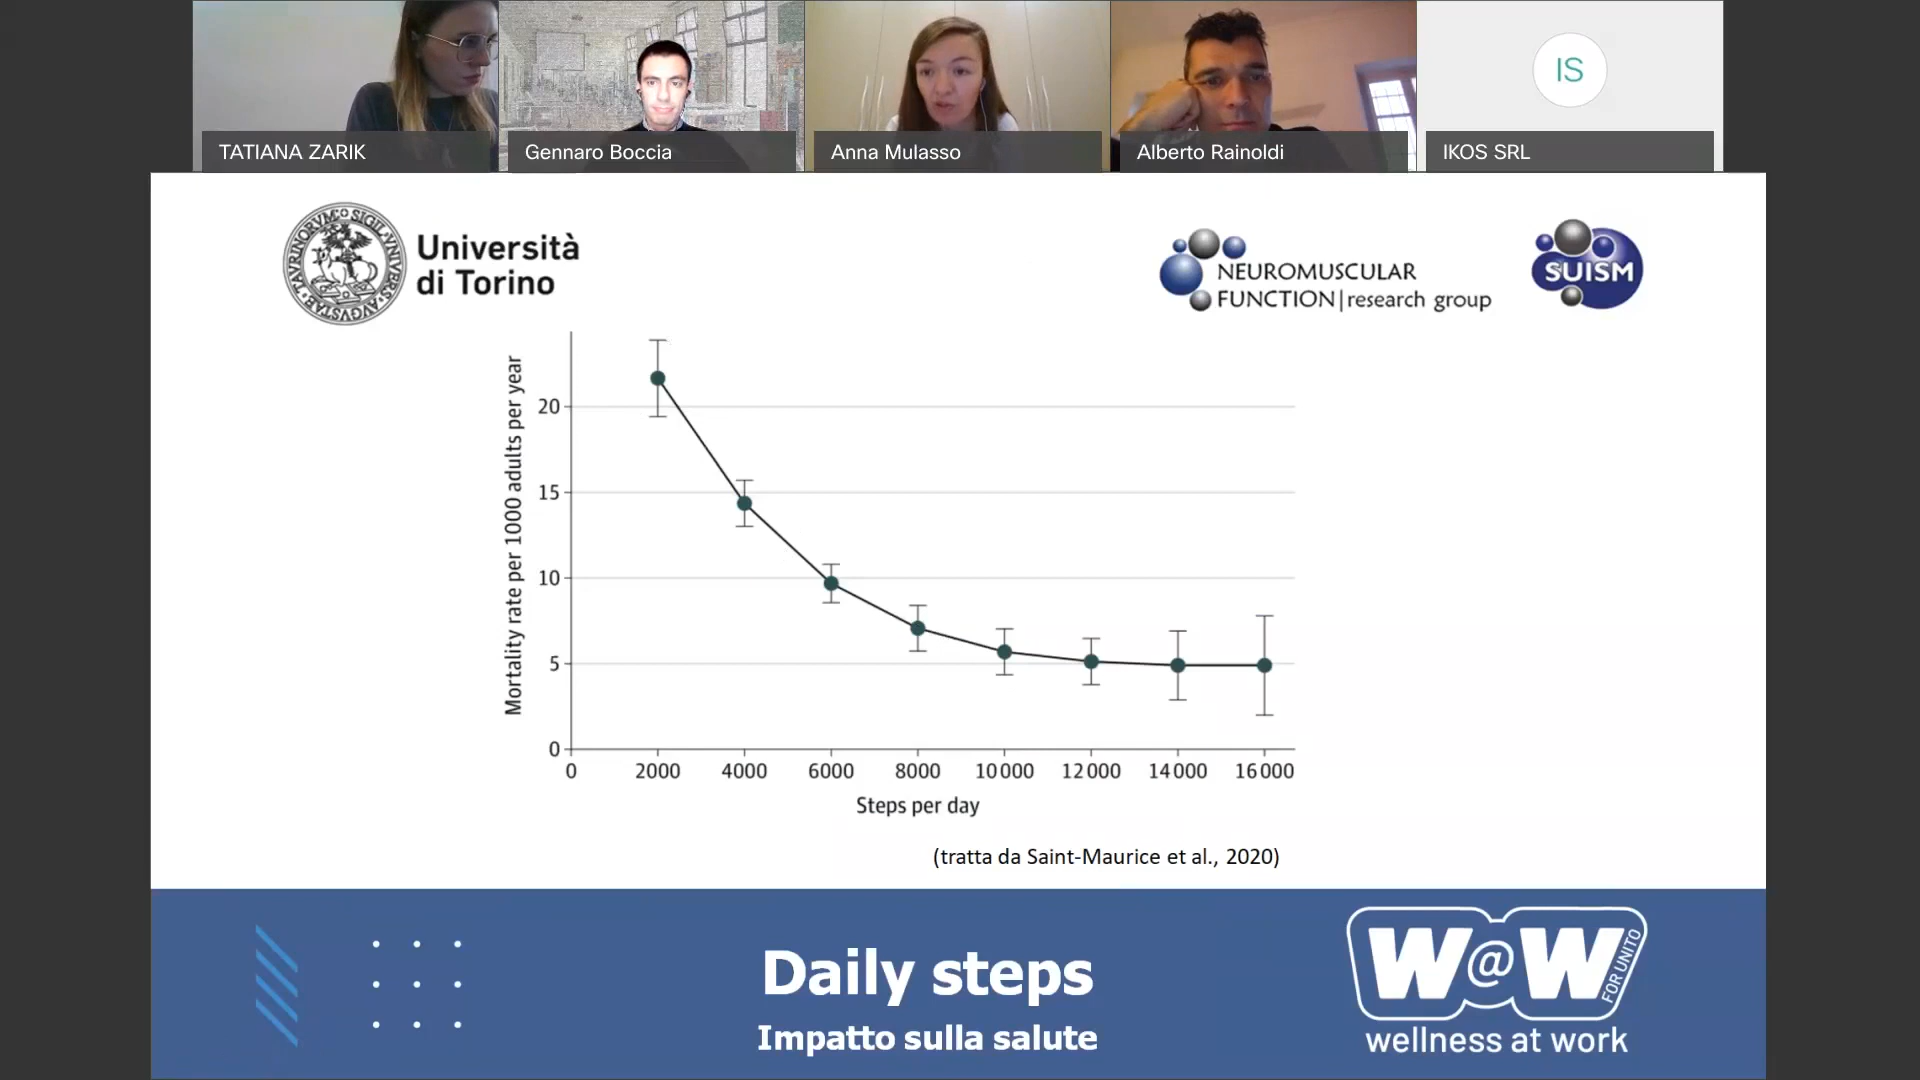 TATIANA ZARIK
Gennaro Boccia
Anna Mulasso
Alberto Rainoldi
IS
IKOS SRL
Università
di Torino
NEUROMUSCULAR
FUNCTION|research group
SUISM
Mortality rate per 1000 adults per year
20
15
10
5
0
0 2000 4000 6000 8000 10000 12000 14000 16000
Steps per day
(tratta da Saint-Maurice et al., 2020)
Daily steps
Impatto sulla salute
W@W
FOR UNITO
wellness at work